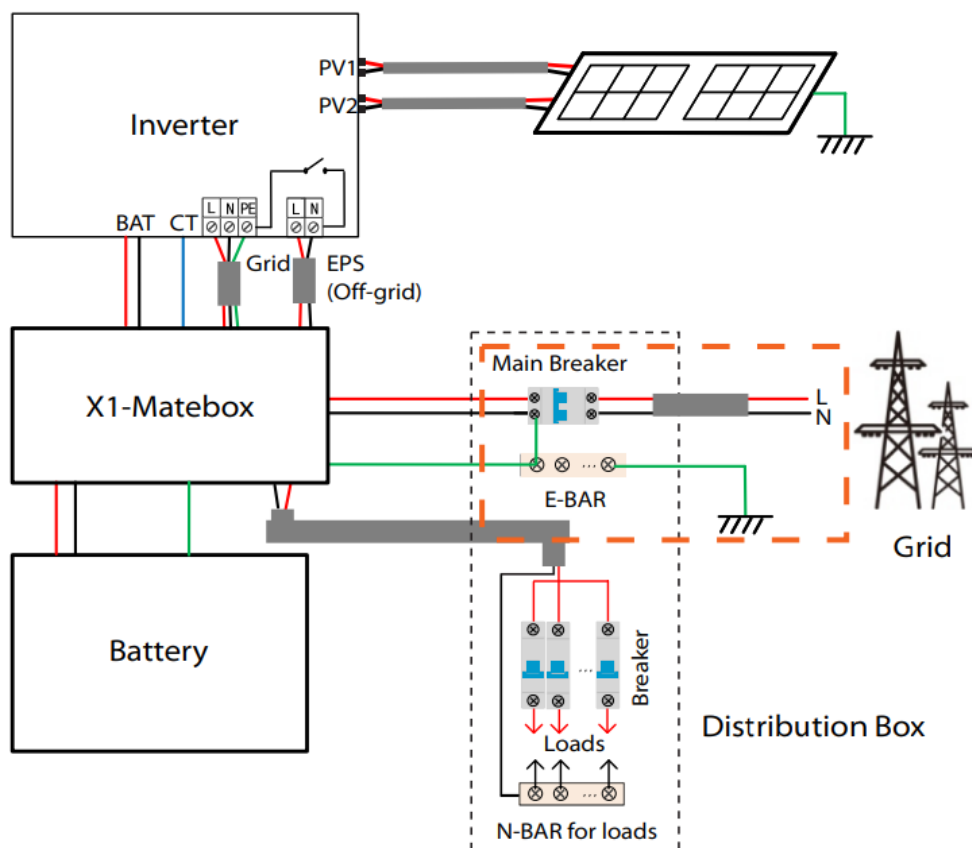 PV1
PV2
Inverter
L N PE
L N
BAT CT
Grid
EPS
(Off-grid)
Main Breaker
X1-Matebox
L
N
...
E-BAR
Grid
Battery
...
Breaker
Loads
Distribution Box
...
N-BAR for loads